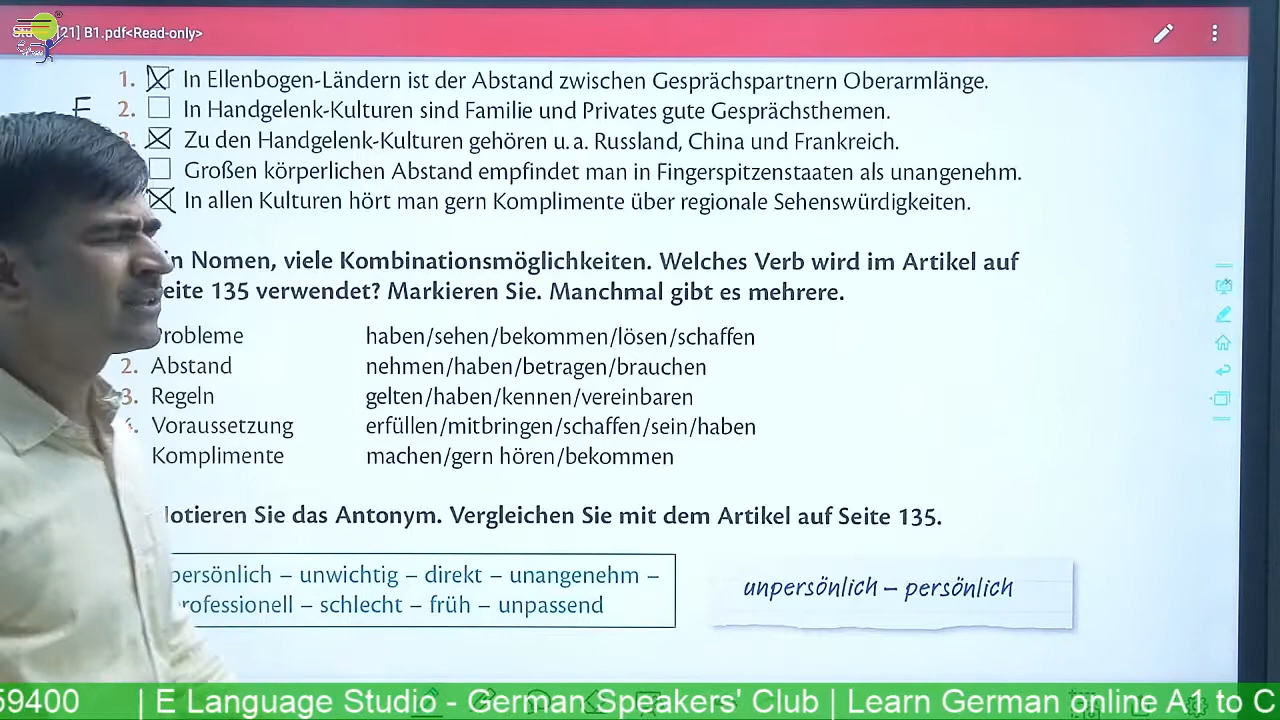 [21] B1.pdf<Read-only>
1. In Ellenbogen-Ländern ist der Abstand zwischen Gesprächspartnern Oberarmlänge.
F 2. In Handgelenk-Kulturen sind Familie und Privates gute Gesprächsthemen.
3. Zu den Handgelenk-Kulturen gehören u. a. Russland, China und Frankreich.
Großen körperlichen Abstand empfindet man in Fingerspitzenstaaten als unangenehm.
In allen Kulturen hört man gern Komplimente über regionale Sehenswürdigkeiten.
in Nomen, viele Kombinationsmöglichkeiten. Welches Verb wird im Artikel auf
eite 135 verwendet? Markieren Sie. Manchmal gibt es mehrere.
Probleme haben/sehen/bekommen/lösen/schaffen
2. Abstand nehmen/haben/betragen/brauchen
3. Regeln gelten/haben/kennen/vereinbaren
4. Voraussetzung erfüllen/mitbringen/schaffen/sein/haben
Komplimente machen/gern hören/bekommen
lotieren Sie das Antonym. Vergleichen Sie mit dem Artikel auf Seite 135.
persönlich – unwichtig – direkt – unangenehm –
rofessionell – schlecht – früh – unpassend
unpersönlich – persönlich
59400 | E Language Studio - German Speakers' Club | Learn German online A1 to C